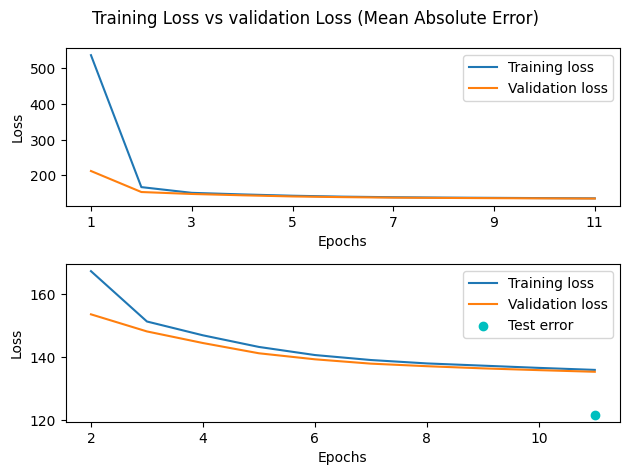 Training Loss vs validation Loss (Mean Absolute Error)
500
400
300
200
Loss
Training loss
Validation loss
1 3 5 7 9 11
Epochs
160
140
120
Loss
Training loss
Validation loss
Test error
2 4 6 8 10
Epochs